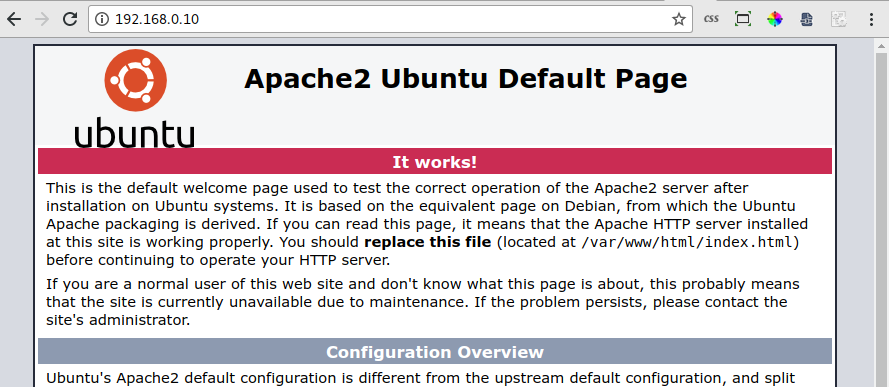 192.168.0.10
CSS
Apache2 Ubuntu Default Page
ubuntu
It works!
This is the default welcome page used to test the correct operation of the Apache2 server after
installation on Ubuntu systems. It is based on the equivalent page on Debian, from which the Ubuntu
Apache packaging is derived. If you can read this page, it means that the Apache HTTP server installed
at this site is working properly. You should replace this file (located at /var/www/html/index.html)
before continuing to operate your HTTP server.
If you are a normal user of this web site and don't know what this page is about, this probably means
that the site is currently unavailable due to maintenance. If the problem persists, please contact the
site's administrator.
Configuration Overview
Ubuntu's Apache2 default configuration is different from the upstream default configuration, and split